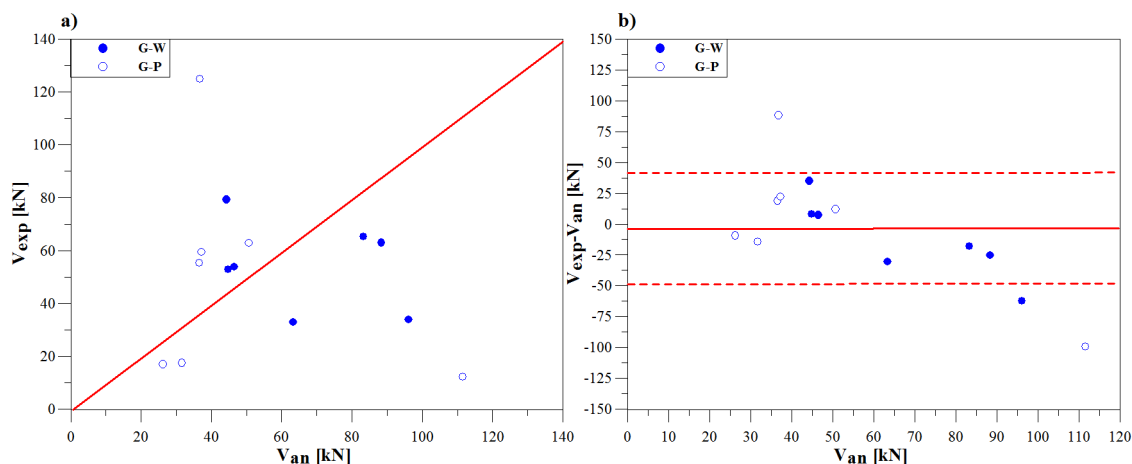 a)
G-W
G-P
140
120
100
80
60
40
20
0
Vexp [kN]
0 20 40 60 80 100 120 140
Van [kN]
b)
G-W
G-P
150
125
100
75
50
25
0
-25
-50
-75
-100
-125
-150
Vexp-Van [kN]
0 10 20 30 40 50 60 70 80 90 100 110 120
Van [kN]